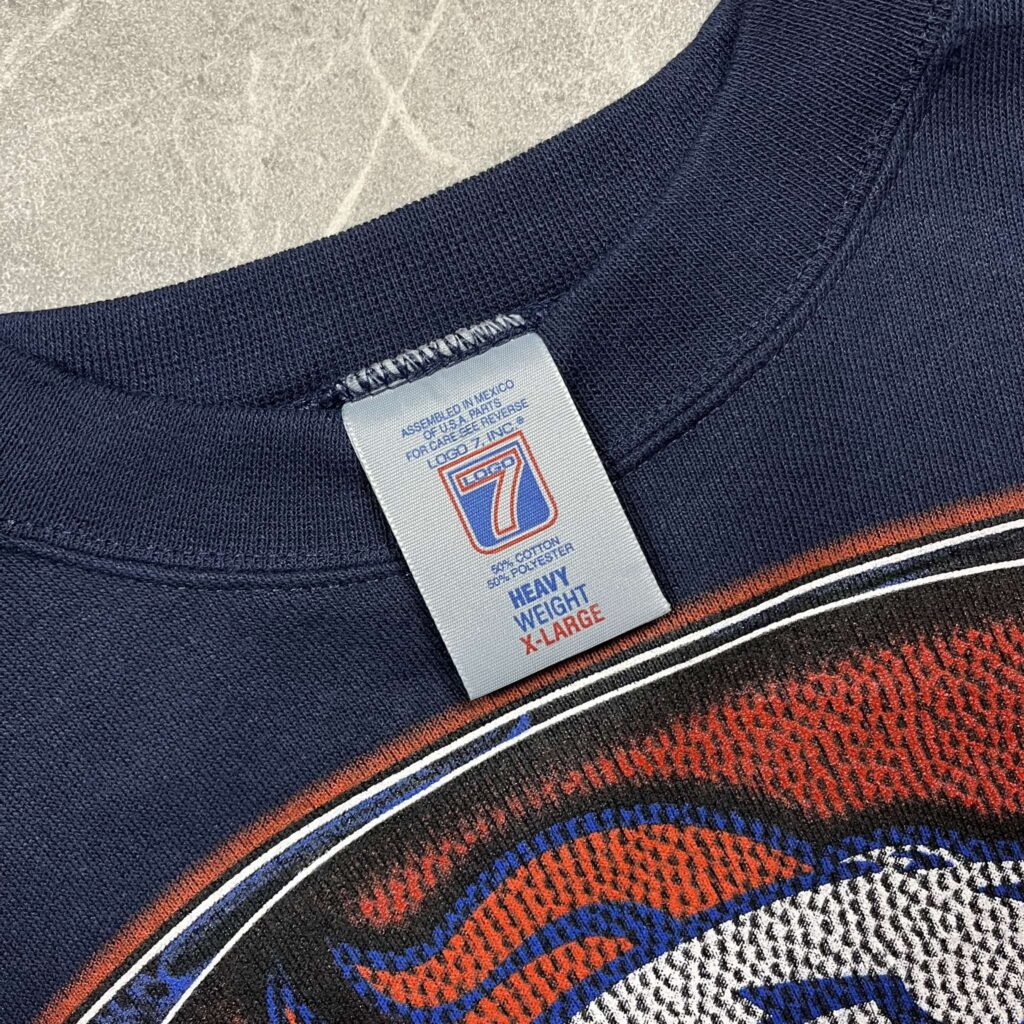 ASSEMBLED IN MEXICO
OF U.S.A. PARTS
FOR CARE SEE REVERSE
LOGO 7, INC.®
LOGO
7
50% COTTON
50% POLYESTER
HEAVY
WEIGHT
X-LARGE